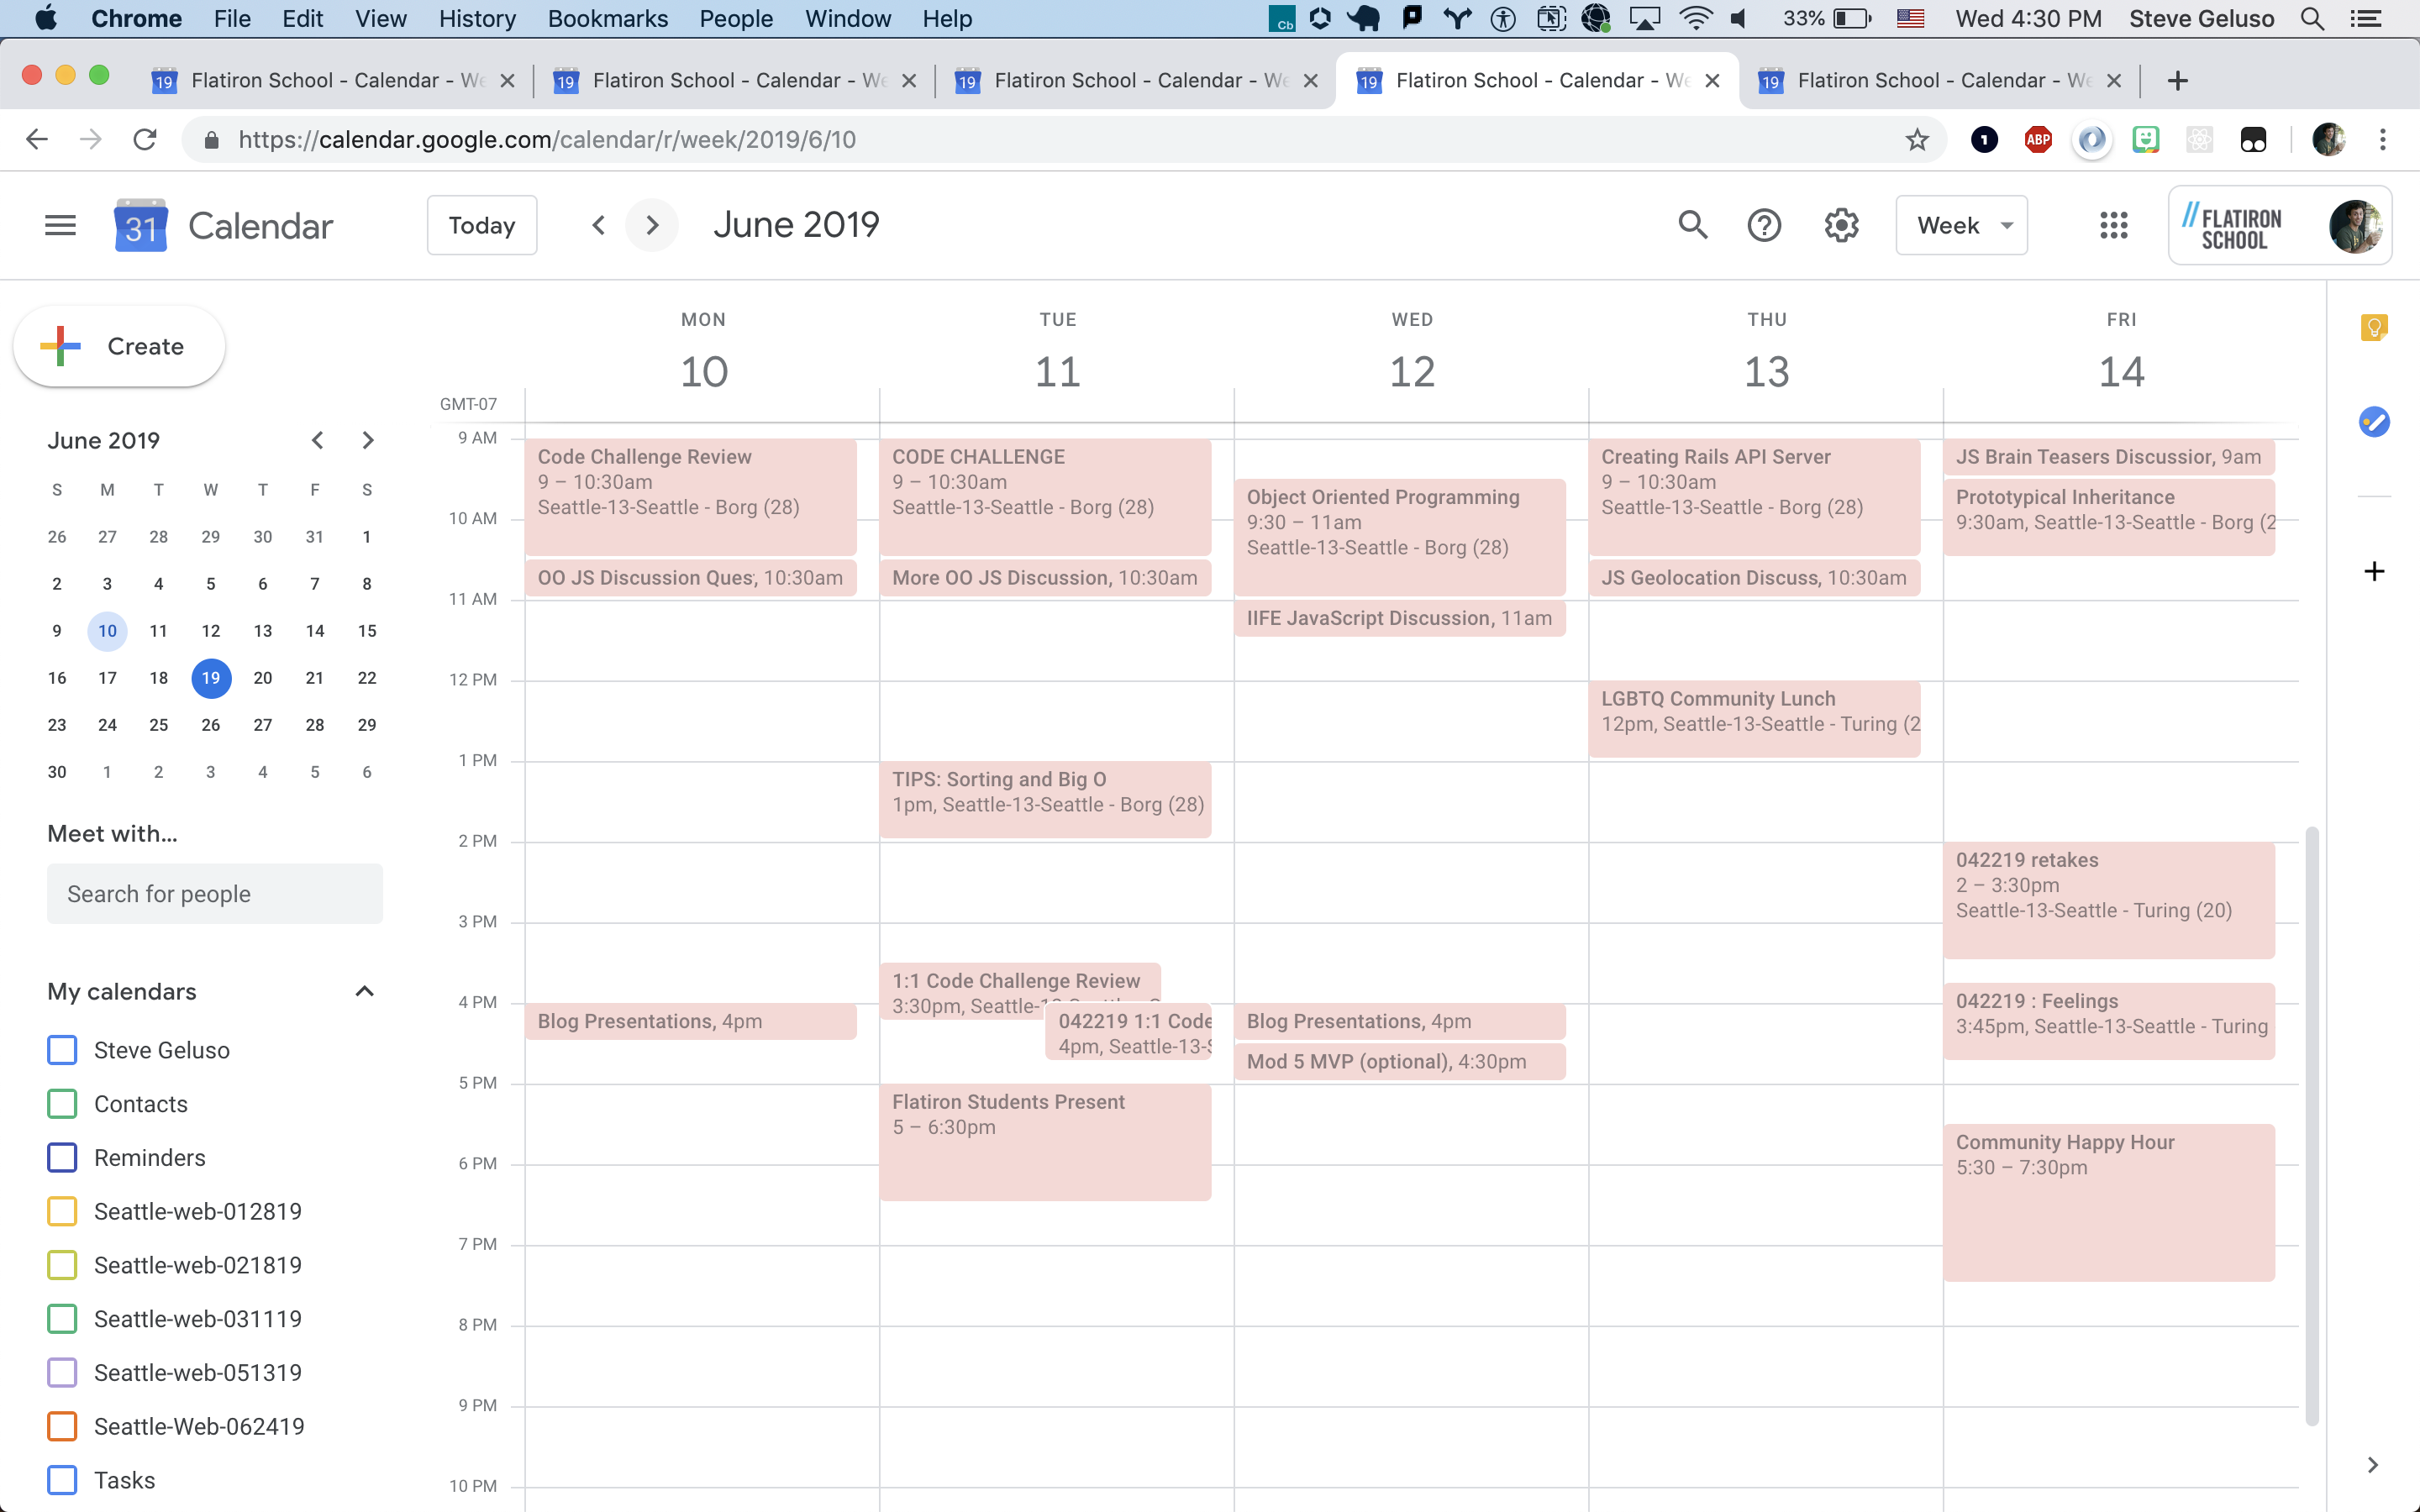 Chrome File Edit View History Bookmarks People Window Help
Cb 33% Wed 4:30 PM Steve Geluso
19 Flatiron School - Calendar - We
19 Flatiron School - Calendar - We
19 Flatiron School - Calendar - We
19 Flatiron School - Calendar - We
19 Flatiron School - Calendar - We
https://calendar.google.com/calendar/r/week/2019/6/10
1 ABP
31 Calendar Today June 2019 Week
FLATIRON
SCHOOL
Create
June 2019
S M T W T F S
26 27 28 29 30 31 1
2 3 4 5 6 7 8
9 10 11 12 13 14 15
16 17 18 19 20 21 22
23 24 25 26 27 28 29
30 1 2 3 4 5 6
Meet with...
Search for people
My calendars
Steve Geluso
Contacts
Reminders
Seattle-web-012819
Seattle-web-021819
Seattle-web-031119
Seattle-web-051319
Seattle-Web-062419
Tasks
MON TUE WED THU FRI
10 11 12 13 14
GMT-07
9 AM
10 AM
11 AM
12 PM
1 PM
2 PM
3 PM
4 PM
5 PM
6 PM
7 PM
8 PM
9 PM
10 PM
Code Challenge Review
9 – 10:30am
Seattle-13-Seattle - Borg (28)
OO JS Discussion Ques, 10:30am
Blog Presentations, 4pm
CODE CHALLENGE
9 – 10:30am
Seattle-13-Seattle - Borg (28)
More OO JS Discussion, 10:30am
TIPS: Sorting and Big O
1pm, Seattle-13-Seattle - Borg (28)
1:1 Code Challenge Review
3:30pm, Seattle-
042219 1:1 Code
4pm, Seattle-13-S
Flatiron Students Present
5 – 6:30pm
Object Oriented Programming
9:30 – 11am
Seattle-13-Seattle - Borg (28)
IIFE JavaScript Discussion, 11am
Blog Presentations, 4pm
Mod 5 MVP (optional), 4:30pm
Creating Rails API Server
9 – 10:30am
Seattle-13-Seattle - Borg (28)
JS Geolocation Discuss, 10:30am
LGBTQ Community Lunch
12pm, Seattle-13-Seattle - Turing (2
JS Brain Teasers Discussior, 9am
Prototypical Inheritance
9:30am, Seattle-13-Seattle - Borg (2
042219 retakes
2 – 3:30pm
Seattle-13-Seattle - Turing (20)
042219 : Feelings
3:45pm, Seattle-13-Seattle - Turing
Community Happy Hour
5:30 – 7:30pm